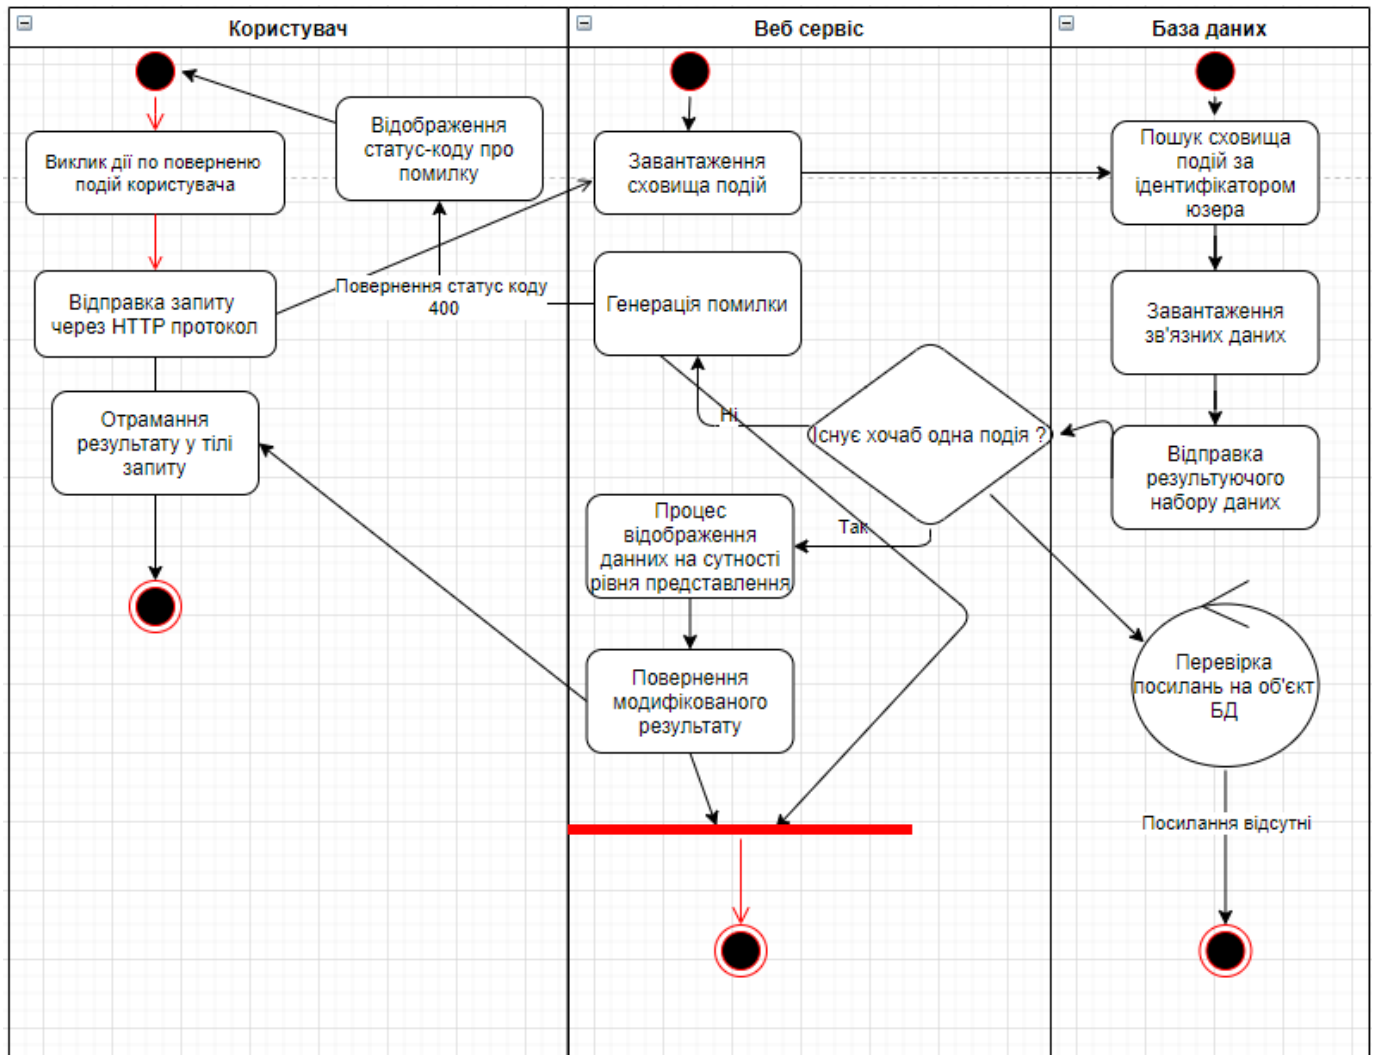 Користувач
Веб сервіс
База даних
Відображення
статус-коду про
помилку
Виклик дії по поверненю
подій користувача
Завантаження
сховища подій
Пошук сховища
подій за
ідентифікатором
юзера
Відправка запиту
через HTTP протокол
Повернення статус коду
400
Генерація помилки
Завантаження
зв'язних даних
Отрамання
результату у тілі
запиту
Ні
Існує хочаб одна подія ?
Відправка
результуючого
набору даних
Процес
відображення
данних на сутності
рівня представлення
Так
Повернення
модифікованого
результату
Перевірка
посилань на об'єкт
БД
Посилання відсутні